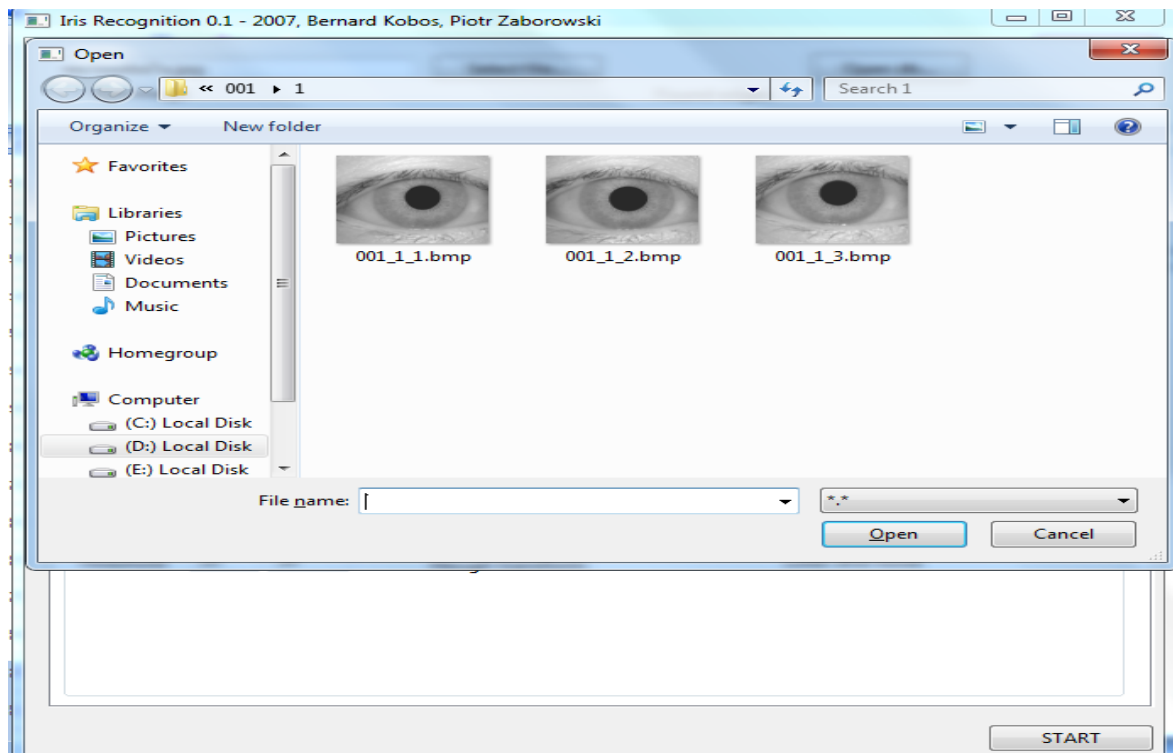 Iris Recognition 0.1 - 2007, Bernard Kobos, Piotr Zaborowski
Open
« 001 ▸ 1
Search 1
Organize
New folder
Favorites
Libraries
Pictures
Videos
Documents
Music
Homegroup
Computer
(C:) Local Disk
(D:) Local Disk
(E:) Local Disk
001_1_1.bmp
001_1_2.bmp
001_1_3.bmp
File name:
*.*
Open
Cancel
START